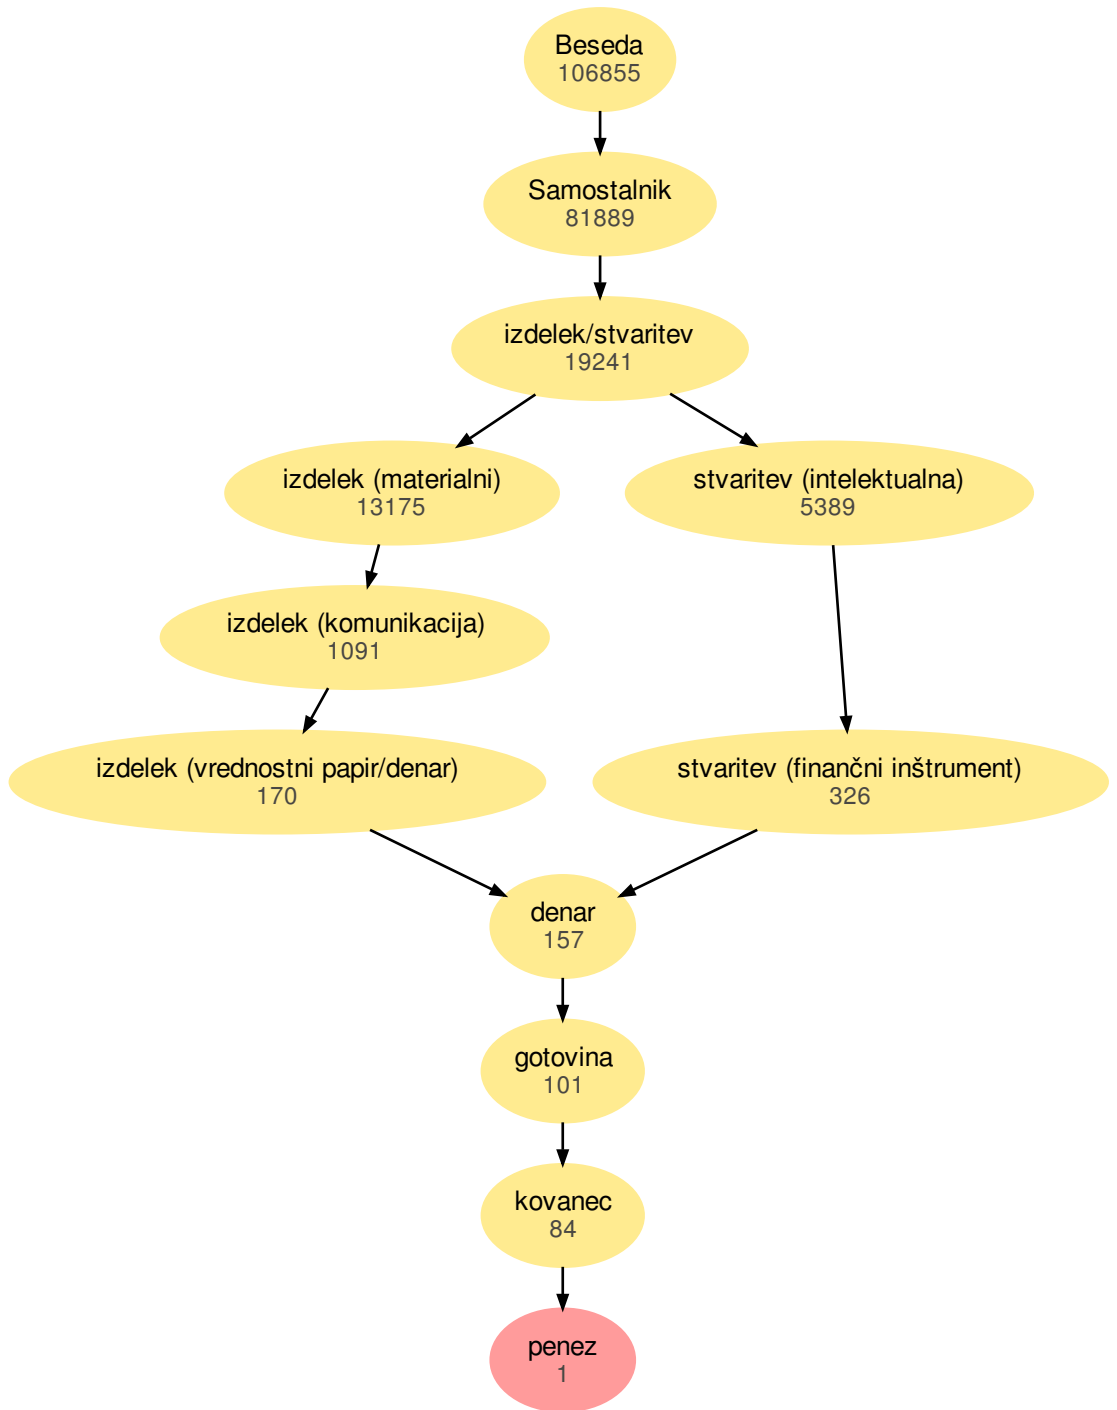 Beseda
106855
Samostalnik
81889
izdelek/stvaritev
19241
izdelek (materialni)
13175
stvaritev (intelektualna)
5389
izdelek (komunikacija)
1091
izdelek (vrednostni papir/denar)
170
stvaritev (finančni inštrument)
326
denar
157
gotovina
101
kovanec
84
penez
1